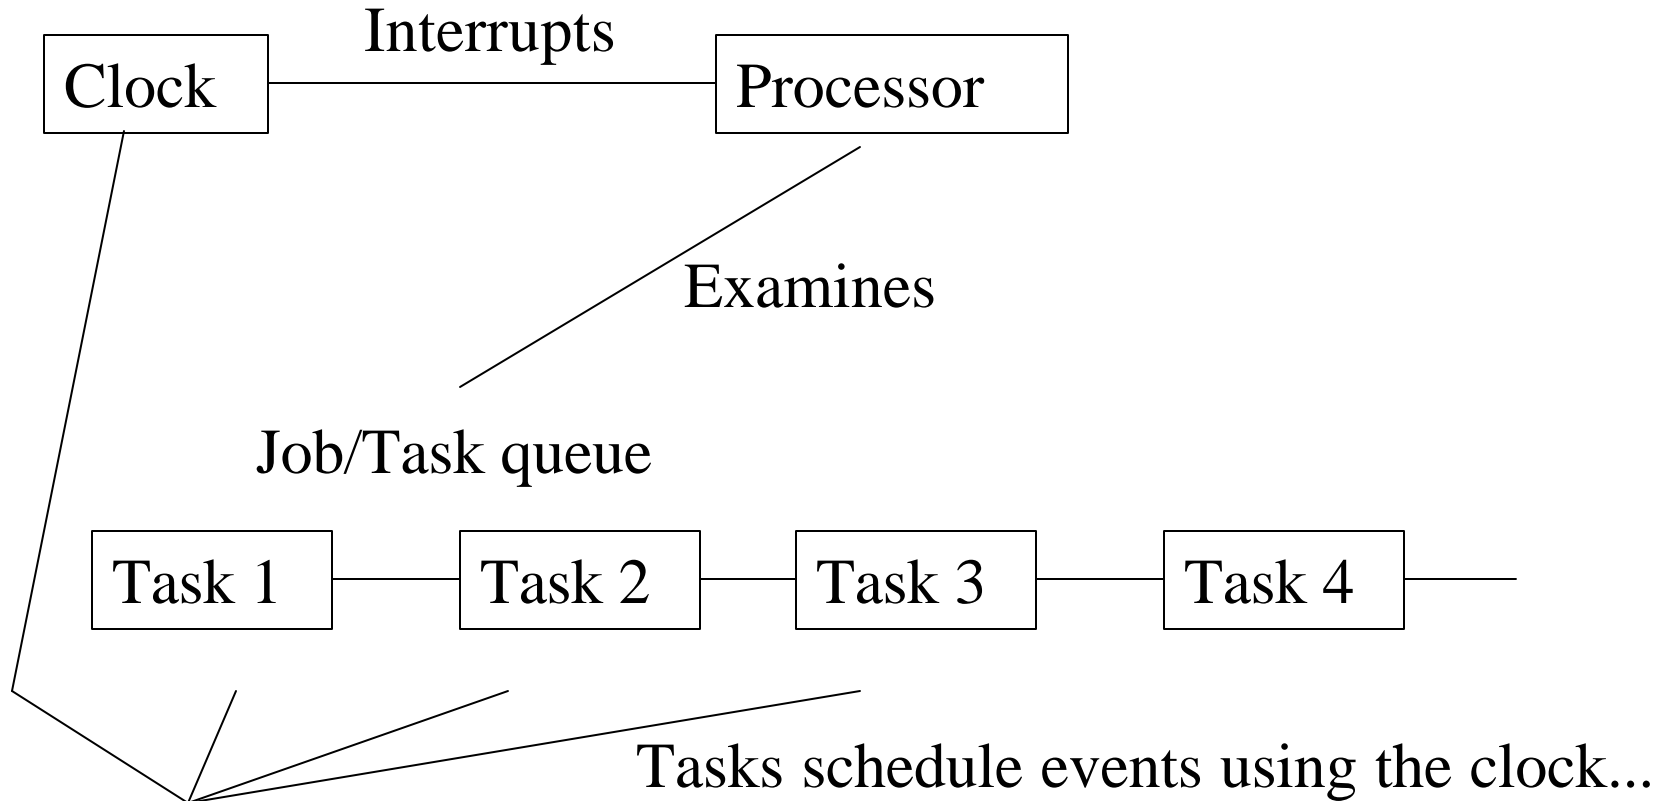 Interrupts
Clock
Processor
Examines
Job/Task queue
Task 1
Task 2
Task 3
Task 4
Tasks schedule events using the clock...